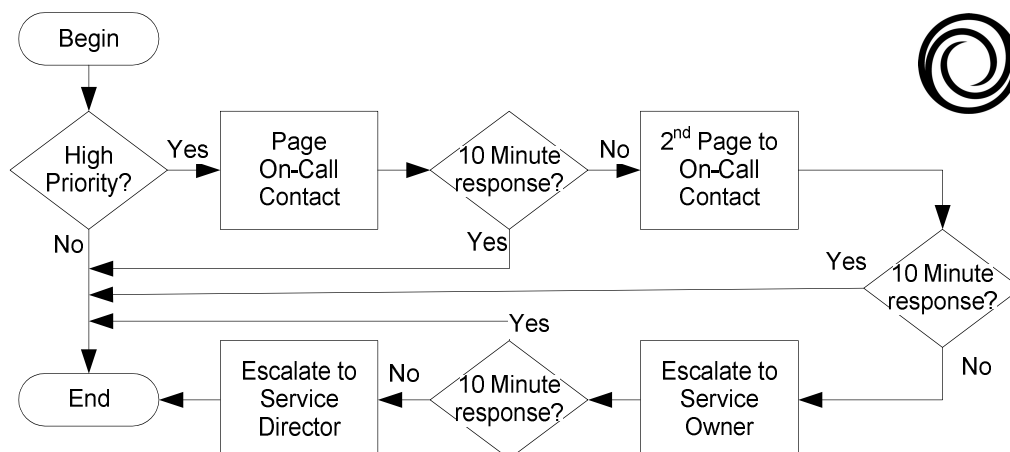 Begin
High
Priority?
Yes
No
Page
On-Call
Contact
10 Minute
response?
No
Yes
2nd Page to
On-Call
Contact
10 Minute
response?
Yes
No
Escalate to
Service
Owner
10 Minute
response?
Yes
No
Escalate to
Service
Director
End